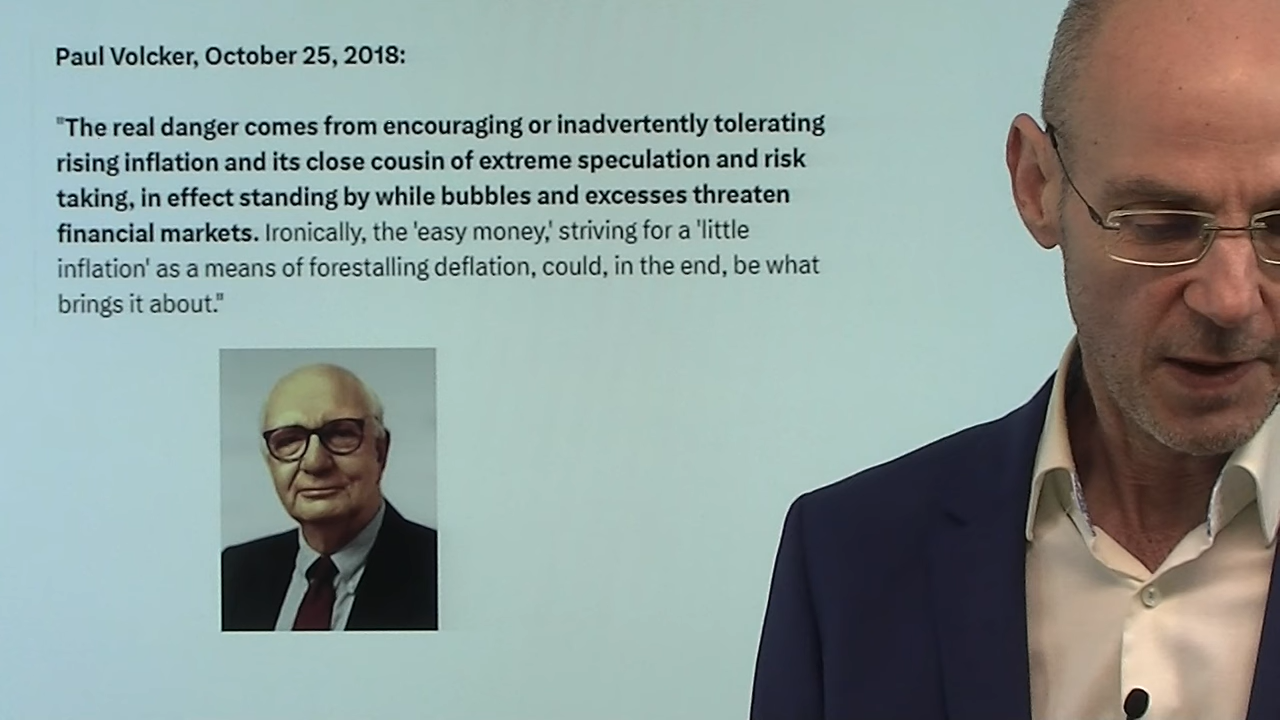 Paul Volcker, October 25, 2018:
"The real danger comes from encouraging or inadvertently tolerating
rising inflation and its close cousin of extreme speculation and risk
taking, in effect standing by while bubbles and excesses threaten
financial markets. Ironically, the 'easy money,' striving for a 'little
inflation' as a means of forestalling deflation, could, in the end, be what
brings it about."